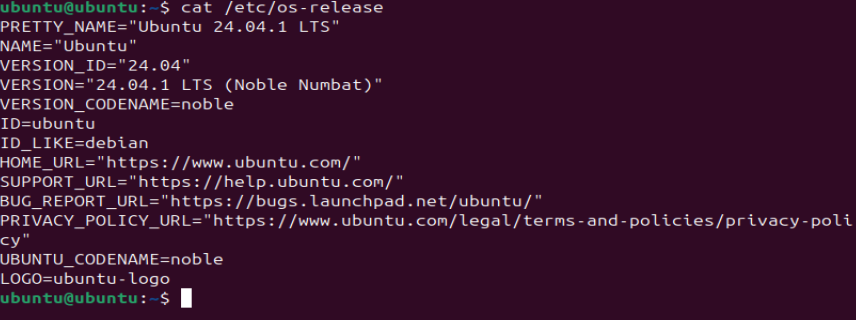 ubuntu@ubuntu:~$ cat /etc/os-release
PRETTY_NAME="Ubuntu 24.04.1 LTS"
NAME="Ubuntu"
VERSION_ID="24.04"
VERSION="24.04.1 LTS (Noble Numbat)"
VERSION_CODENAME=noble
ID=ubuntu
ID_LIKE=debian
HOME_URL="https://www.ubuntu.com/"
SUPPORT_URL="https://help.ubuntu.com/"
BUG_REPORT_URL="https://bugs.launchpad.net/ubuntu/"
PRIVACY_POLICY_URL="https://www.ubuntu.com/legal/terms-and-policies/privacy-poli
cy"
UBUNTU_CODENAME=noble
LOGO=ubuntu-logo
ubuntu@ubuntu:~$